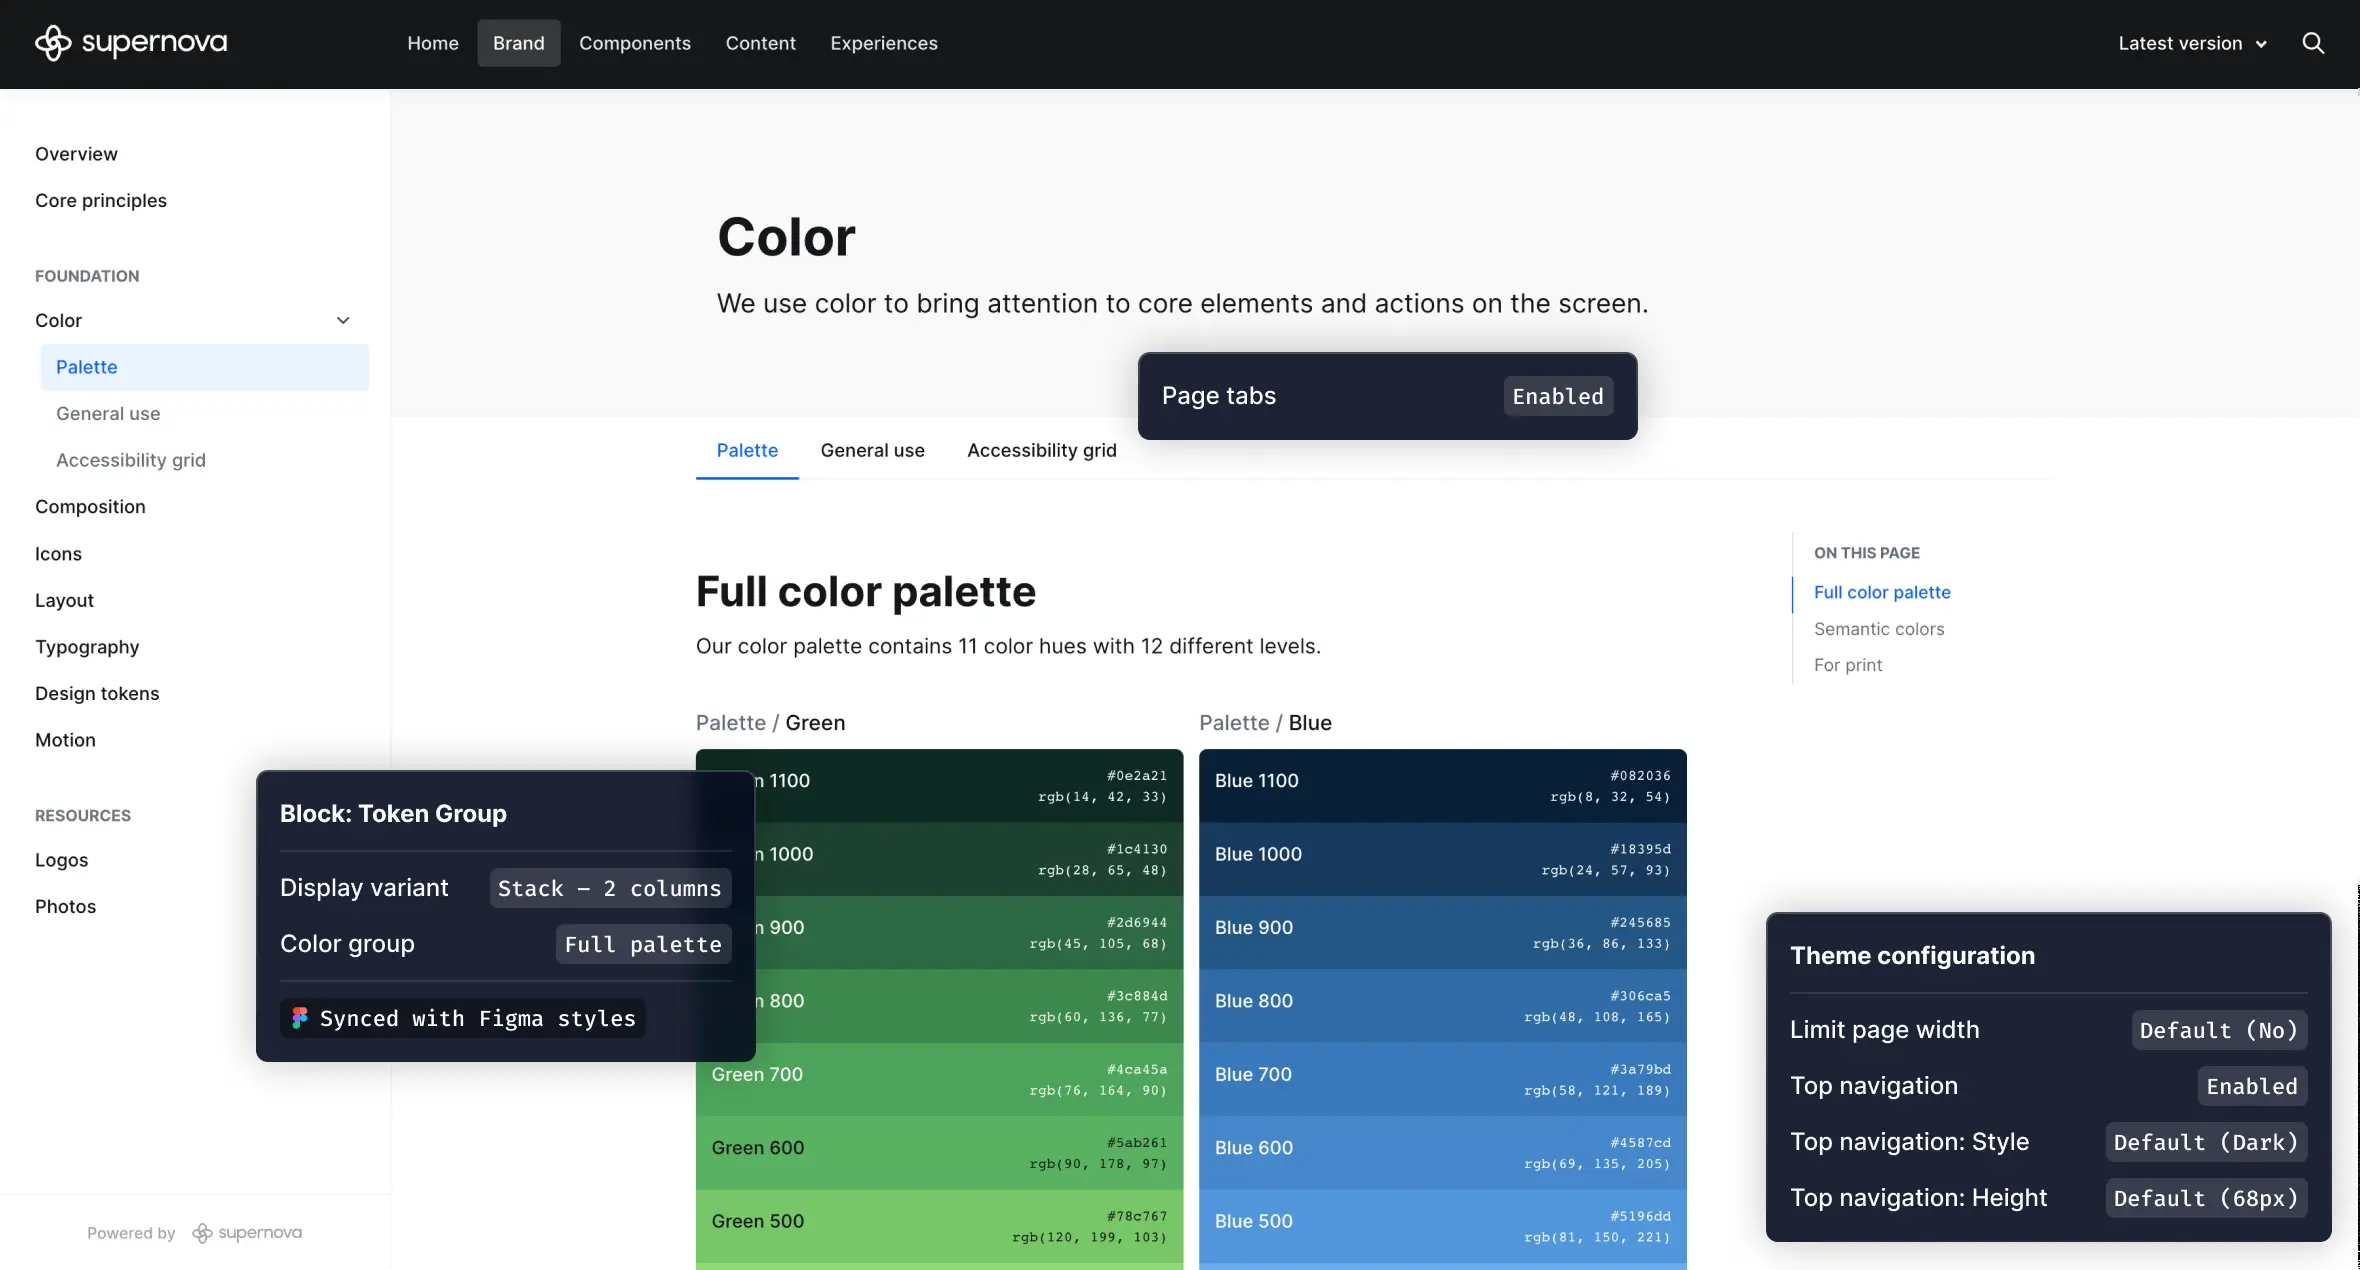 supernova
Home Brand Components Content Experiences
Latest version
Overview
Core principles
FOUNDATION
Color
Palette
General use
Accessibility grid
Composition
Icons
Layout
Typography
Design tokens
Motion
RESOURCES
Logos
Photos
Powered by supernova
Color
We use color to bring attention to core elements and actions on the screen.
Page tabs Enabled
Palette General use Accessibility grid
Full color palette
Our color palette contains 11 color hues with 12 different levels.
ON THIS PAGE
Full color palette
Semantic colors
For print
Block: Token Group
Display variant Stack – 2 columns
Color group Full palette
Synced with Figma styles
Palette / Green
n 1100 #0e2a21
rgb(14, 42, 33)
n 1000 #1c4130
rgb(28, 65, 48)
n 900 #2d6944
rgb(45, 105, 68)
n 800 #3c884d
rgb(60, 136, 77)
Green 700 #4ca45a
rgb(76, 164, 90)
Green 600 #5ab261
rgb(90, 178, 97)
Green 500 #78c767
rgb(120, 199, 103)
Palette / Blue
Blue 1100 #082036
rgb(8, 32, 54)
Blue 1000 #18395d
rgb(24, 57, 93)
Blue 900 #245685
rgb(36, 86, 133)
Blue 800 #306ca5
rgb(48, 108, 165)
Blue 700 #3a79bd
rgb(58, 121, 189)
Blue 600 #4587cd
rgb(69, 135, 205)
Blue 500 #5196dd
rgb(81, 150, 221)
Theme configuration
Limit page width Default (No)
Top navigation Enabled
Top navigation: Style Default (Dark)
Top navigation: Height Default (68px)